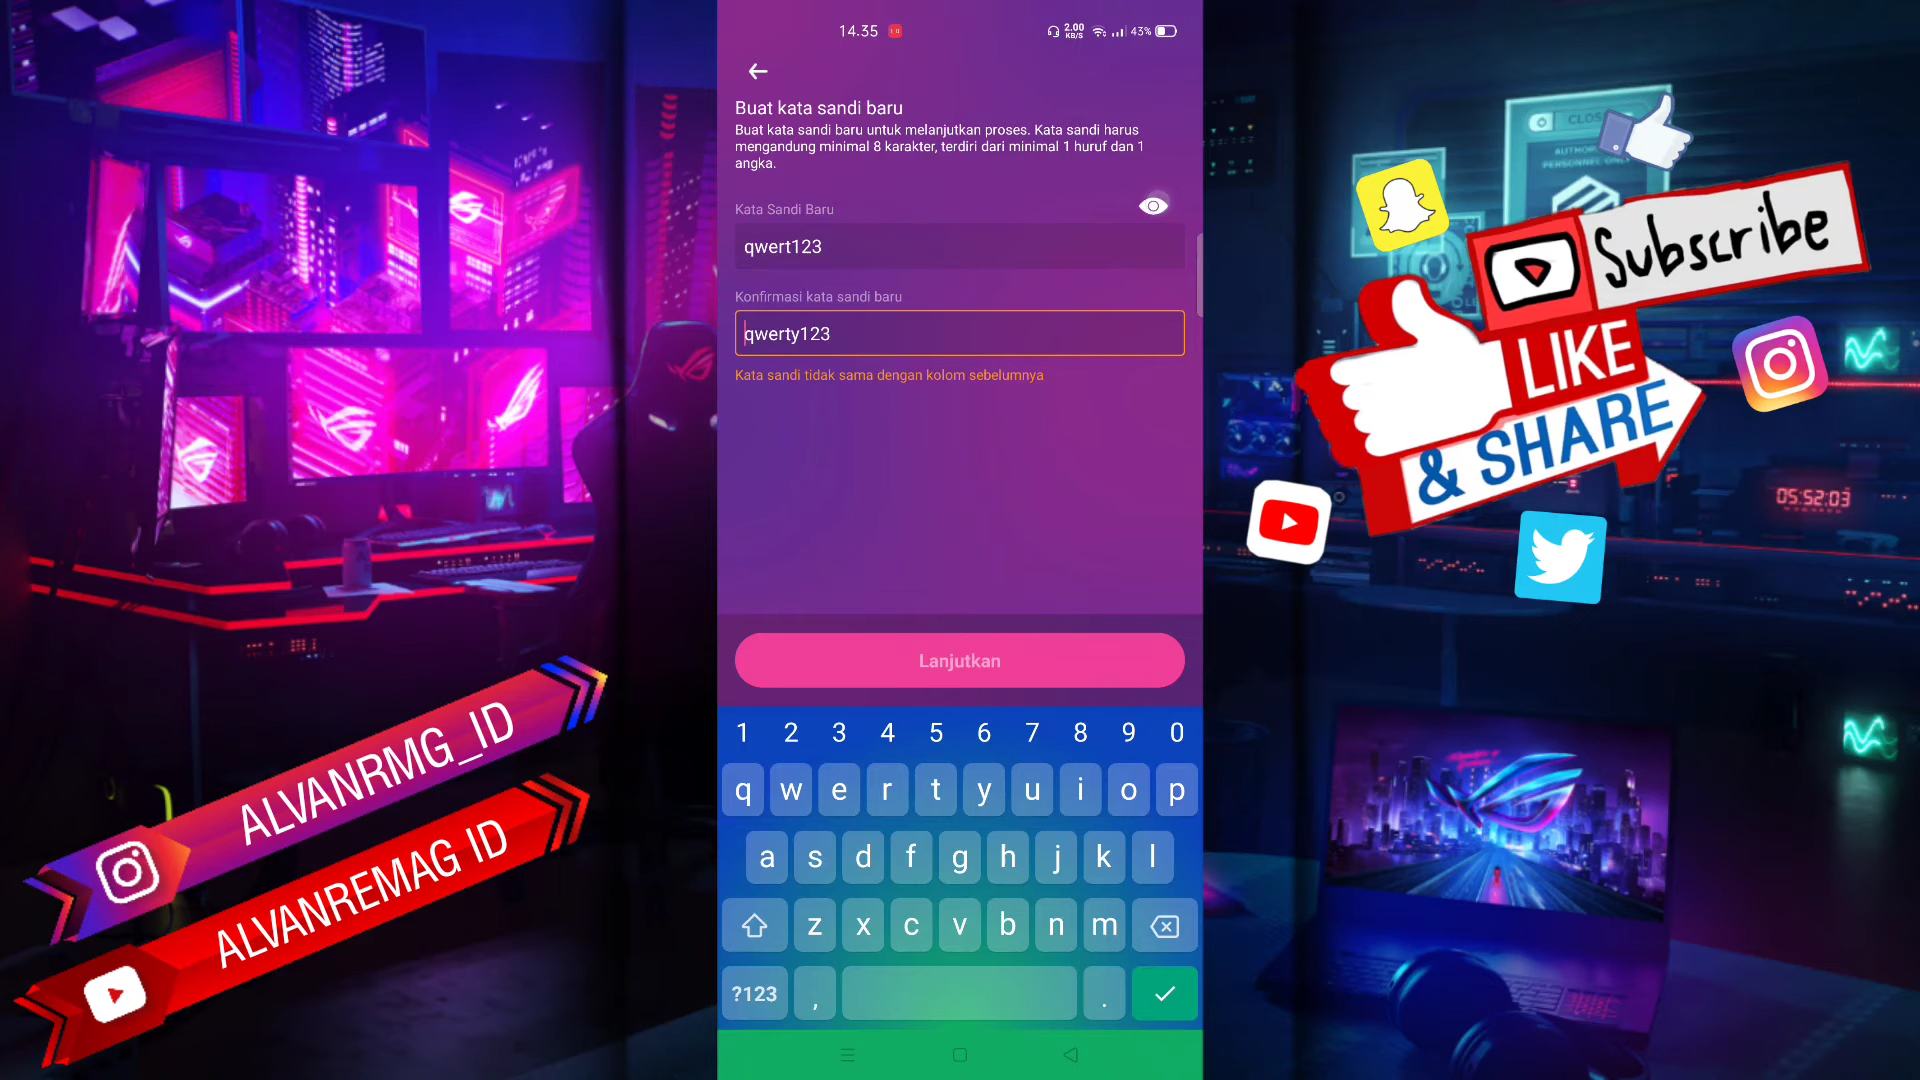 14.35
2.00
KB/S
43%
Buat kata sandi baru
Buat kata sandi baru untuk melanjutkan proses. Kata sandi harus
mengandung minimal 8 karakter, terdiri dari minimal 1 huruf dan 1
angka.
Kata Sandi Baru
qwert123
Konfirmasi kata sandi baru
qwerty123
Kata sandi tidak sama dengan kolom sebelumnya
Lanjutkan
1 2 3 4 5 6 7 8 9 0
q w e r t y u i o p
a s d f g h j k l
z x c v b n m
?123 , .
ALVANRMG_ID
ALVANREMAG ID
Subscribe
LIKE
& SHARE
05:52:03